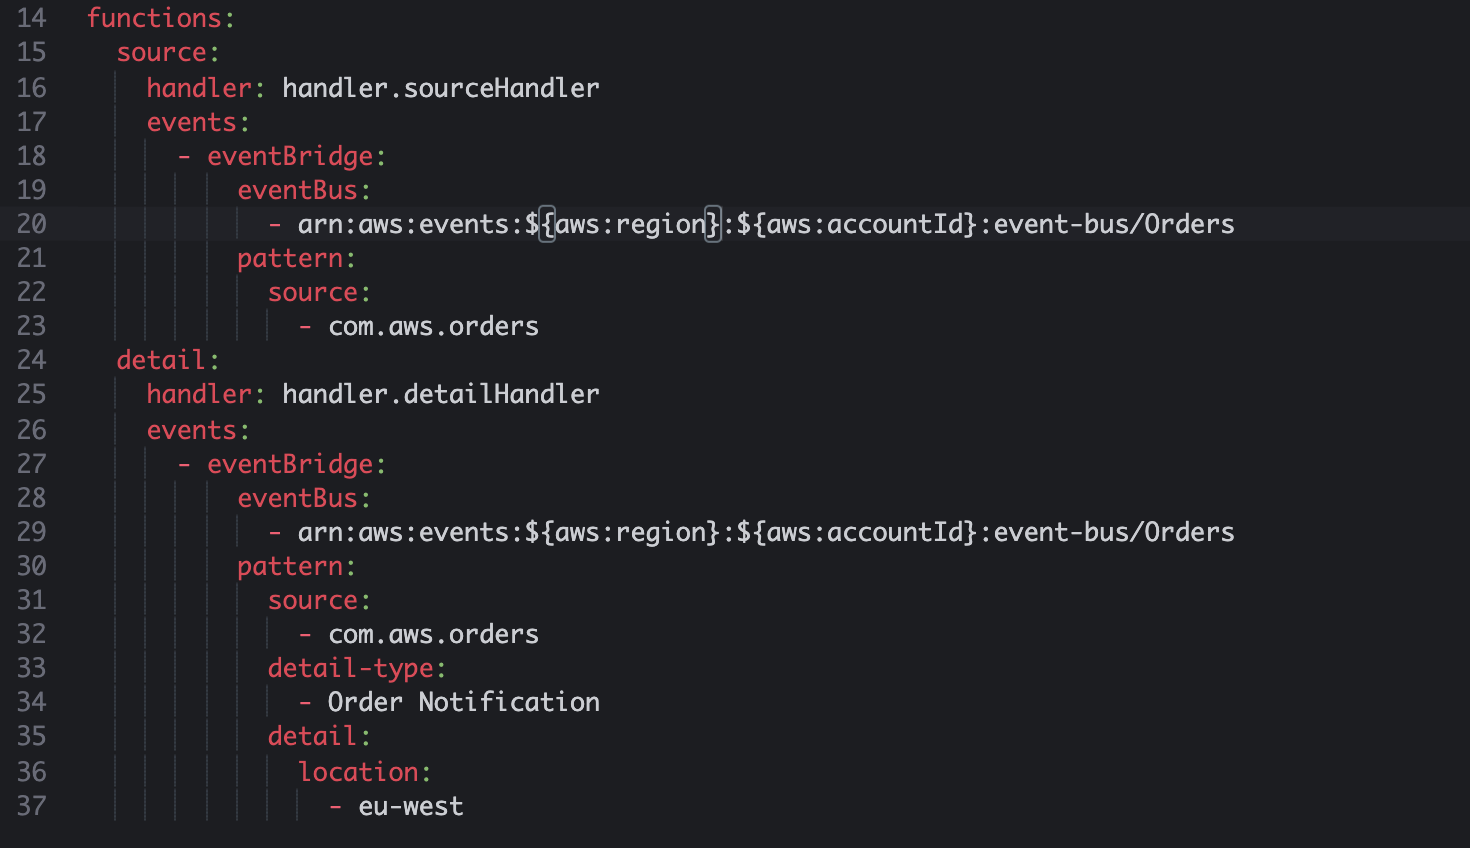 14 functions:
15   source:
16     handler: handler.sourceHandler
17     events:
18       - eventBridge:
19           eventBus:
20             - arn:aws:events:${aws:region}:${aws:accountId}:event-bus/Orders
21           pattern:
22             source:
23               - com.aws.orders
24   detail:
25     handler: handler.detailHandler
26     events:
27       - eventBridge:
28           eventBus:
29             - arn:aws:events:${aws:region}:${aws:accountId}:event-bus/Orders
30           pattern:
31             source:
32               - com.aws.orders
33             detail-type:
34               - Order Notification
35             detail:
36               location:
37                 - eu-west